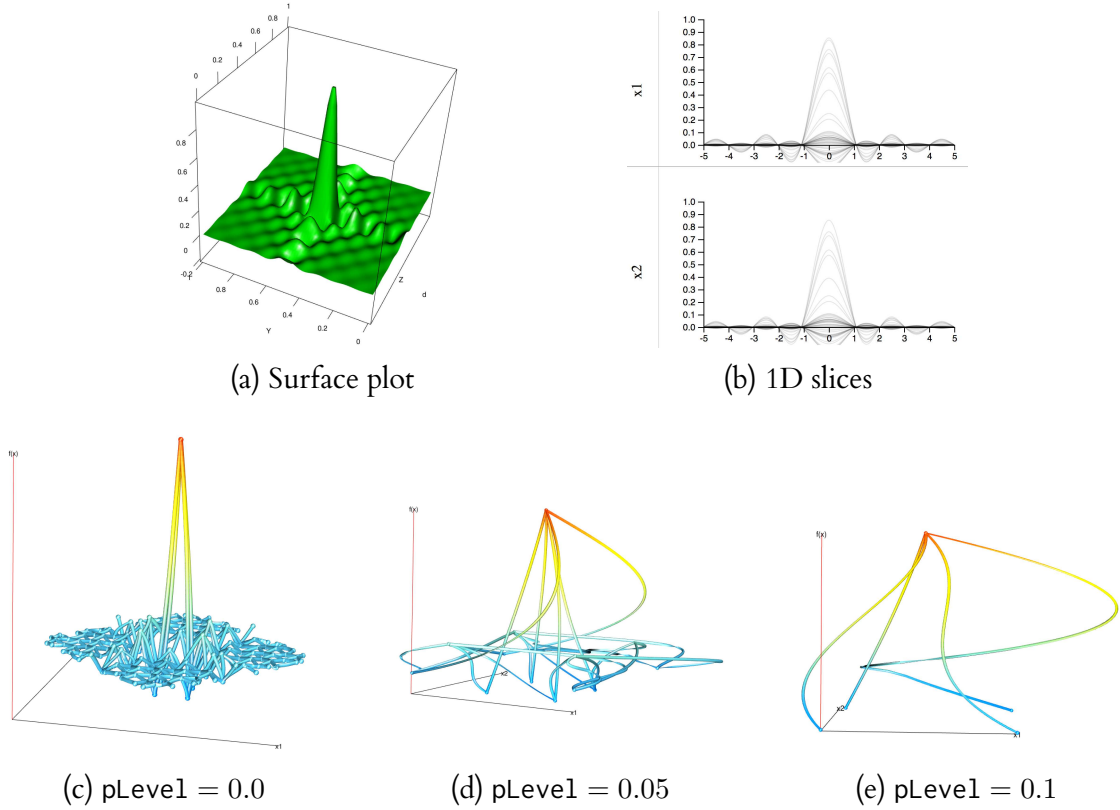 1
0.8
0.6
0.4
0.2
0
0.8
0.6
0.4
0.2
0
-0.2
0.8
0.6
0.4
0.2
0
Y
Z
d
(a) Surface plot
x1
1.0
0.9
0.8
0.7
0.6
0.5
0.4
0.3
0.2
0.1
0.0
-5 -4 -3 -2 -1 0 1 2 3 4 5
x2
1.0
0.9
0.8
0.7
0.6
0.5
0.4
0.3
0.2
0.1
0.0
-5 -4 -3 -2 -1 0 1 2 3 4 5
(b) 1D slices
f(x)
x1
(c) pLevel = 0.0
f(x)
x2
x1
(d) pLevel = 0.05
f(x)
x2
x1
(e) pLevel = 0.1